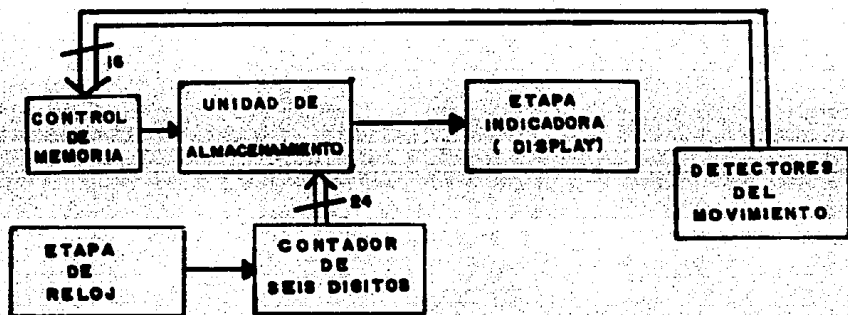 16
CONTROL
DE
MEMORIA
UNIDAD DE
ALMACENAMIENTO
ETAPA
INDICADORA
( DISPLAY)
DETECTORES
DEL
MOVIMIENTO
24
ETAPA
DE
RELOJ
CONTADOR
DE
SEIS DIGITOS